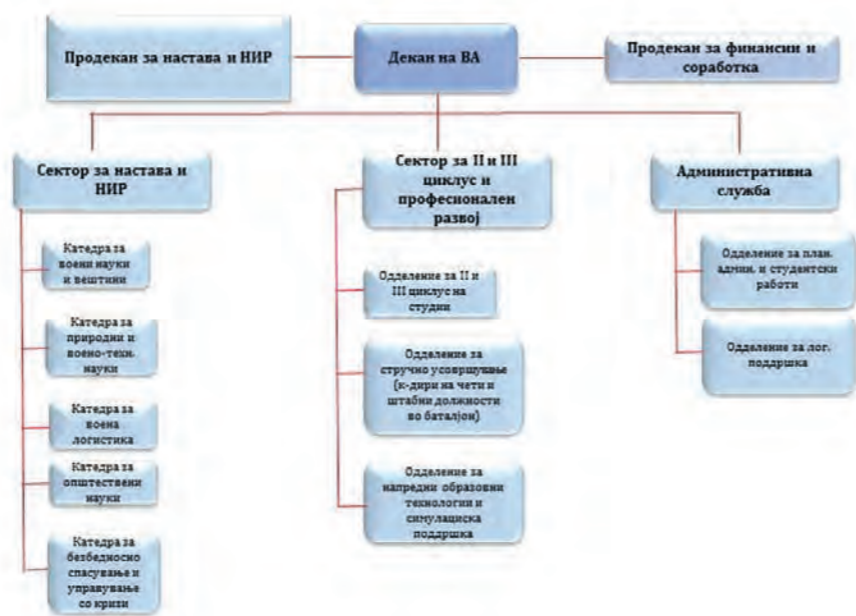 Продекан за настава и НИР
Декан на ВА
Продекан за финансии и
соработка
Сектор за настава и
НИР
Сектор за II и III
циклус и
професионален
развој
Административна
служба
Катедра за
воени науки
и вештини
Катедра за
природни и
воено-техн.
науки
Катедра за
воена
логистика
Катедра за
општествени
науки
Катедра за
безбедносно
спасување и
управување
со кризи
Одделение за II и
III циклус на
студии
Одделение за
стручно усовршување
(к-дири на чети и
штабни должности
во баталјон)
Одделение за
напредни образовни
технологии и
симулациска
поддршка
Одделение за план.
админ. и студентски
работи
Одделение за лог.
поддршка